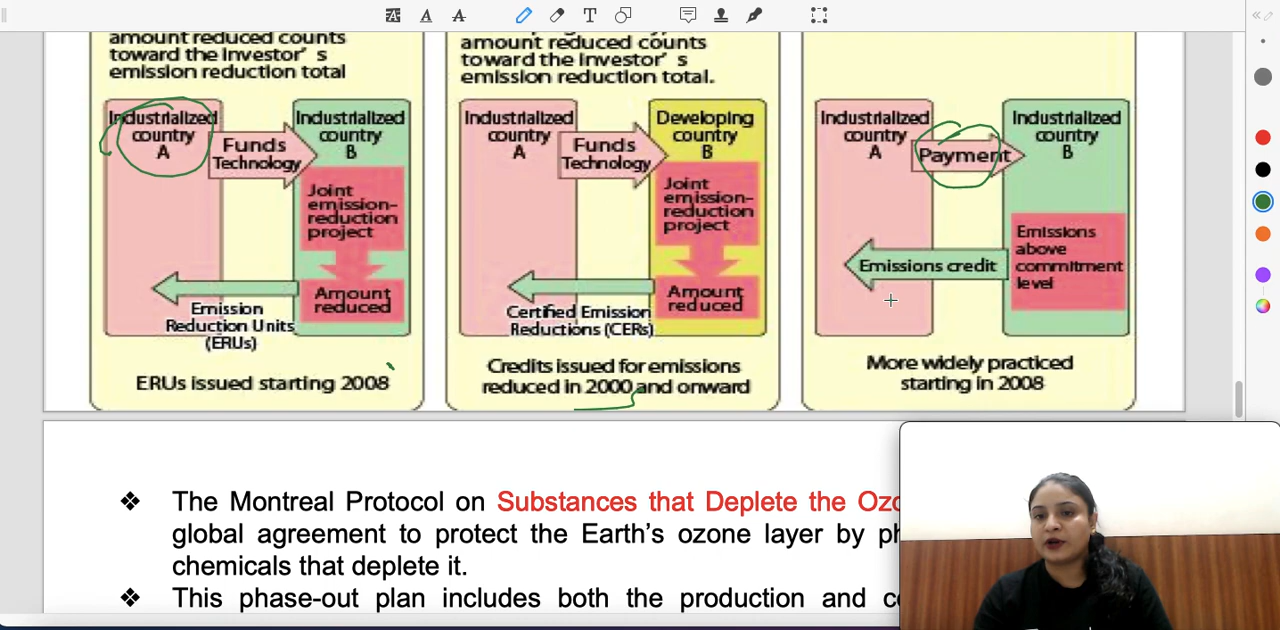 amount reduced counts
toward the Investor' s
emission reduction total
Industrialized
country
A
Funds
Technology
Industrialized
country
B
Joint
emission-
reduction
project
Amount
reduced
Emission
Reduction Units
(ERUs)
ERUs issued starting 2008
amount reduced counts
toward the Investor' s
emission reduction total.
Industrialized
country
A
Funds
Technology
Developing
country
B
Joint
emission-
reduction
project
Amount
reduced
Certified Emission
Reductions (CERs)
Credits issued for emissions
reduced in 2000 and onward
Industrialized
country
A
Payment
Industrialized
country
B
Emissions
above
commitment
level
Emissions credit
More widely practiced
starting in 2008
❖ The Montreal Protocol on Substances that Deplete the
global agreement to protect the Earth's ozone layer by
chemicals that deplete it.
❖ This phase-out plan includes both the production and